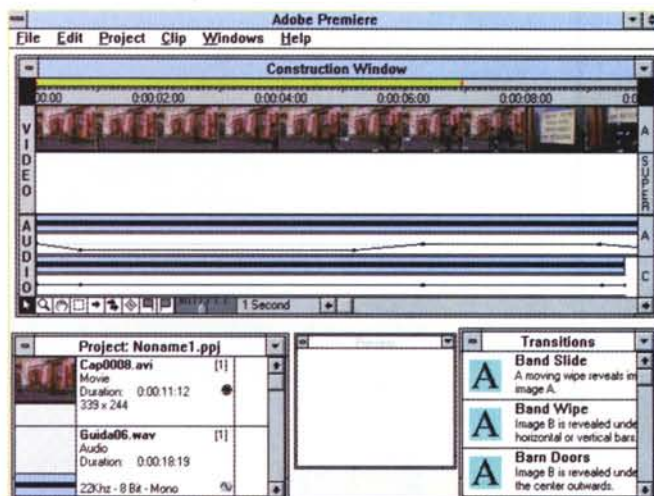 Adobe Premiere
File Edit Project Clip Windows Help
Construction Window
0:00:02:00 0:00:04:00 0:00:06:00 0:00:08:00
VIDEO
A
SUPER
AUDIO
A
C
1 Second
Project: Noname1.ppj
Cap0008.avi [1]
Movie
Duration: 0:00:11:12
339 x 244
Guida06.wav [1]
Audio
Duration: 0:00:18:19
22Khz - 8 Bit - Mono
Transitions
A
Band Slide
A moving wipe reveals im
image A.
A
Band Wipe
Image B is revealed unde
horizontal or vertical bars
A
Barn Doors
Image B is revealed unde
the center outwards.